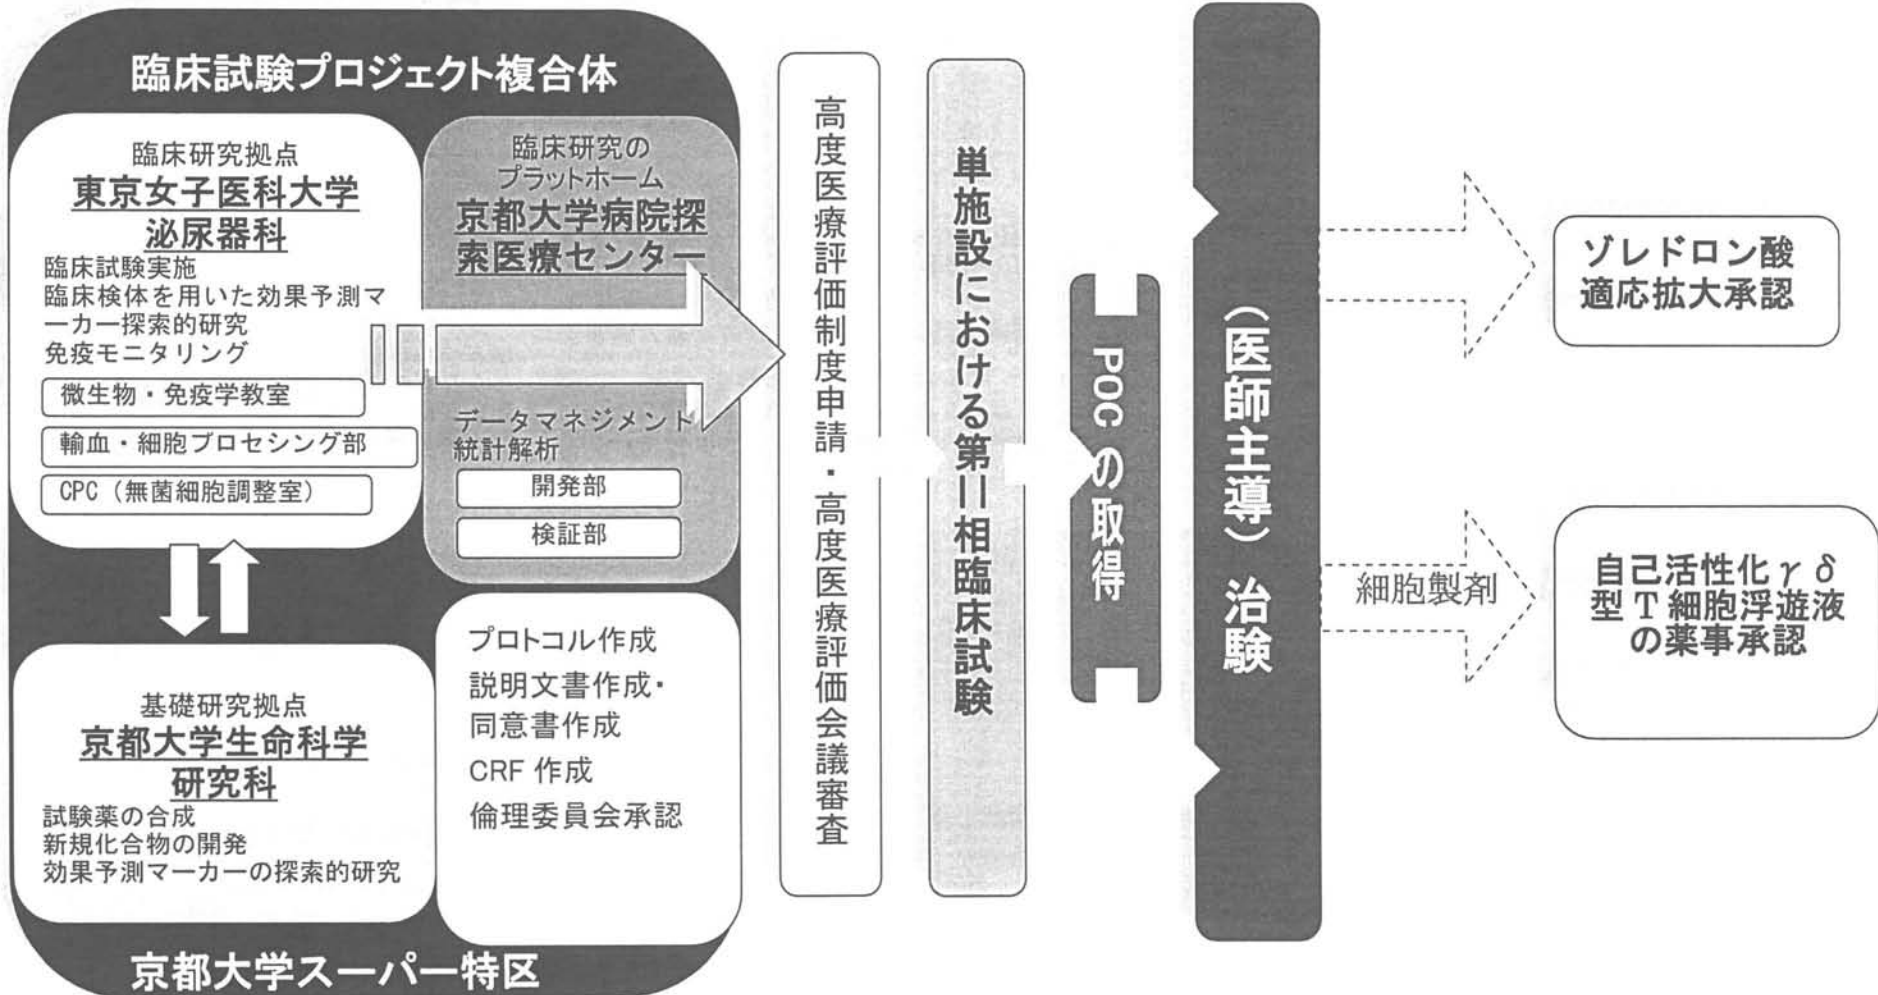 臨床試験プロジェクト複合体
臨床研究拠点
東京女子医科大学
泌尿器科
臨床試験実施
臨床検体を用いた効果予測マ
ーカー探索的研究
免疫モニタリング
微生物・免疫学教室
輸血・細胞プロセシング部
CPC（無菌細胞調整室）
臨床研究の
プラットホーム
京都大学病院探
索医療センター
データマネジメント
統計解析
開発部
検証部
基礎研究拠点
京都大学生命科学
研究科
試験薬の合成
新規化合物の開発
効果予測マーカーの探索的研究
プロトコル作成
説明文書作成・
同意書作成
CRF 作成
倫理委員会承認
京都大学スーパー特区
高度医療評価制度申請・高度医療評価会議審査
単施設における第II相臨床試験
POC の取得
（医師主導）治験
ゾレドロン酸
適応拡大承認
細胞製剤
自己活性化γδ
型T細胞浮遊液
の薬事承認